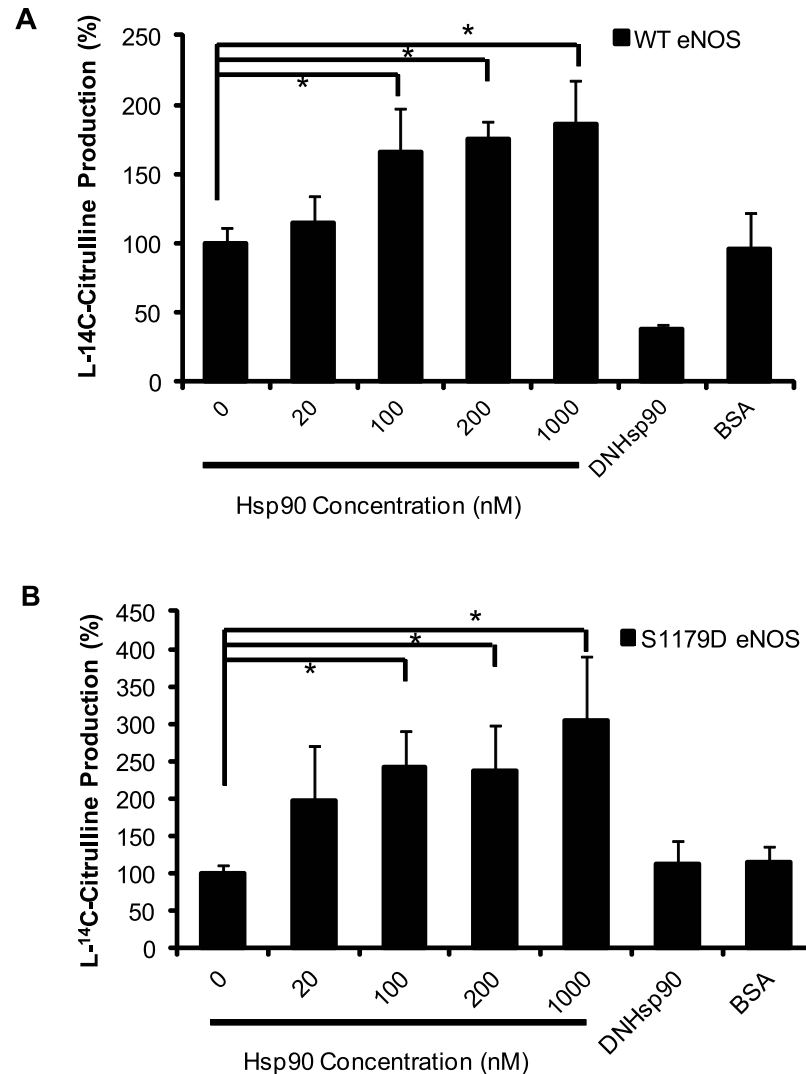 A
L-14C-Citrulline Production (%)
250
200
150
100
50
0
WT eNOS
*
*
*
0
20
100
200
1000
DNHsp90
BSA
Hsp90 Concentration (nM)
B
L-¹⁴C-Citrulline Production (%)
450
400
350
300
250
200
150
100
50
0
S1179D eNOS
*
*
*
0
20
100
200
1000
DNHsp90
BSA
Hsp90 Concentration (nM)